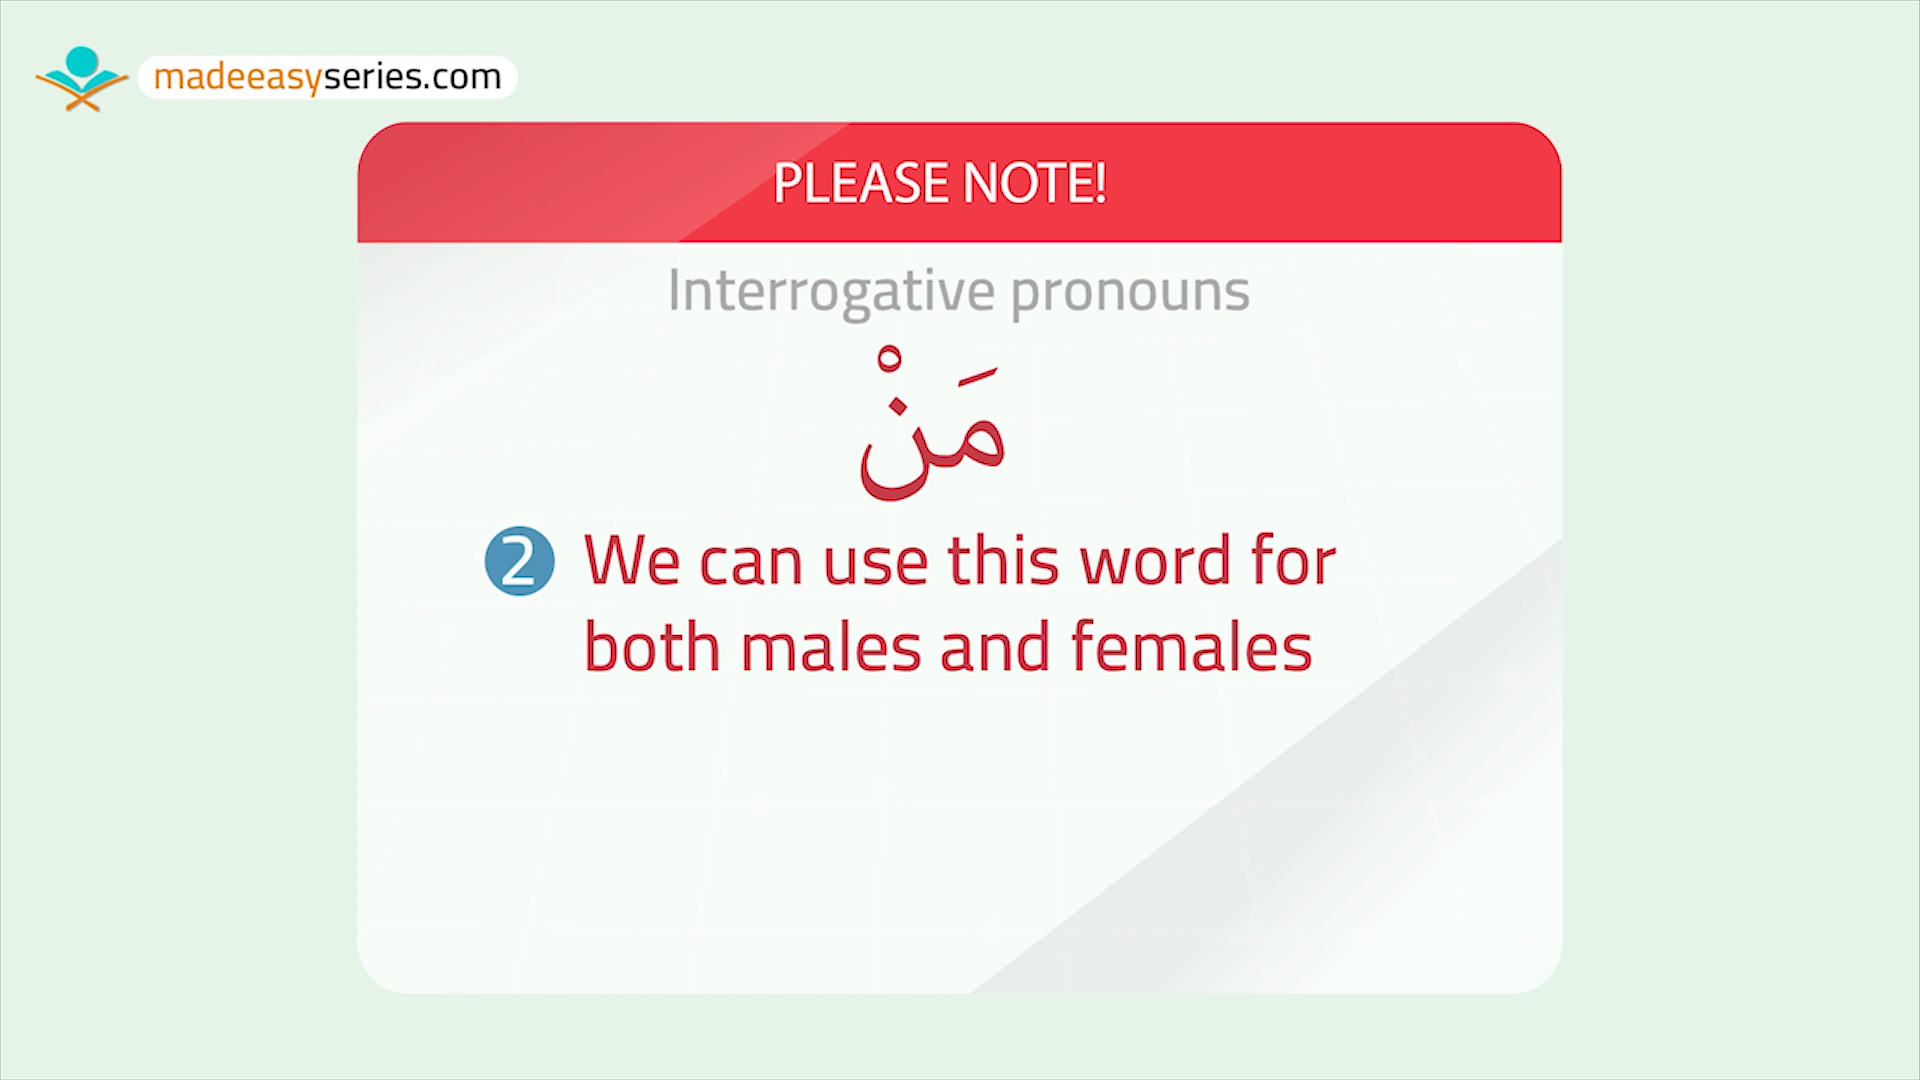 madeeasyseries.com
PLEASE NOTE!
Interrogative pronouns
مَنْ
2 We can use this word for
both males and females